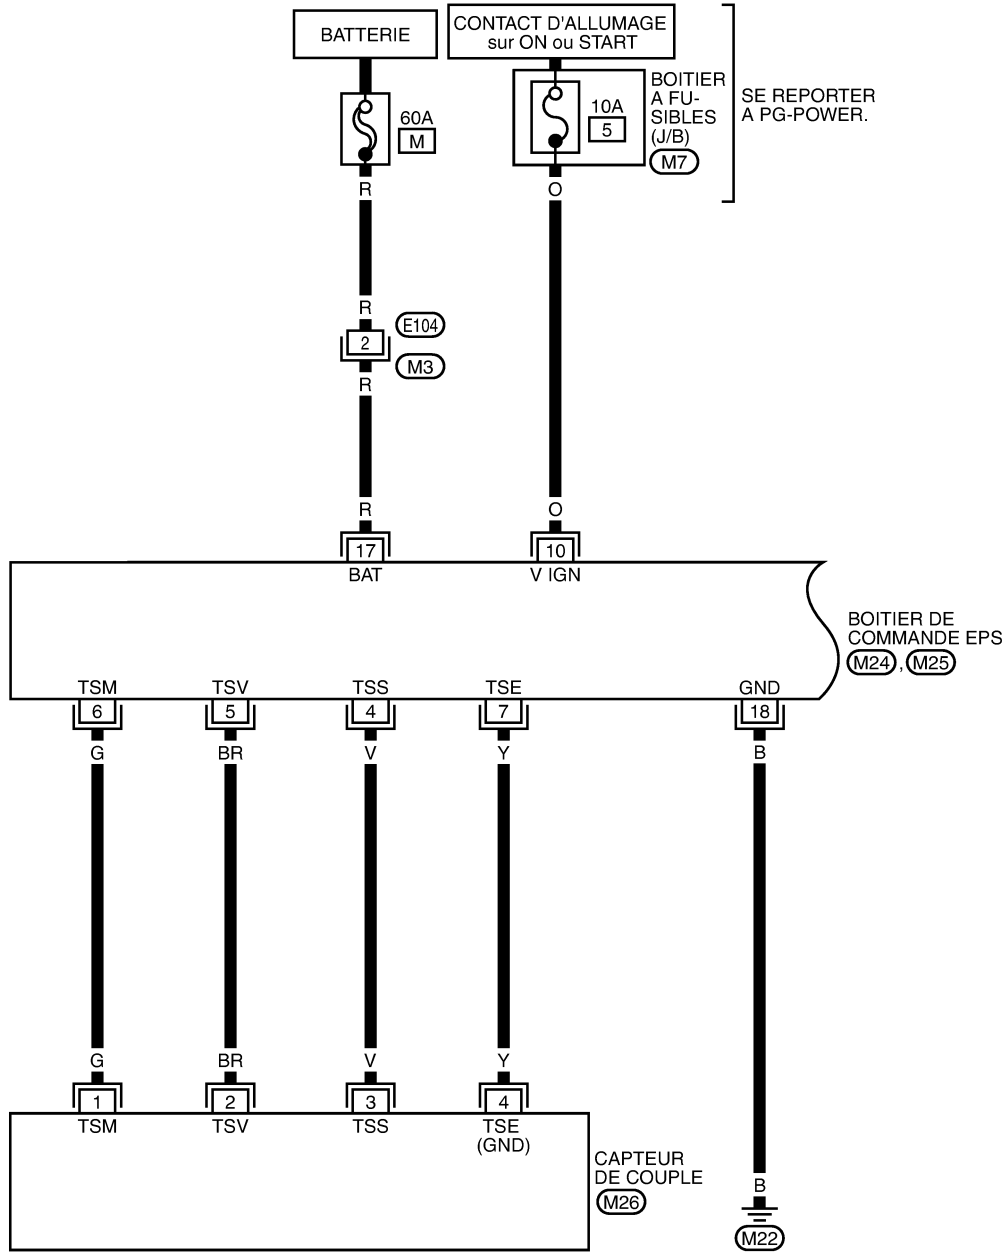 BATTERIE
CONTACT D'ALLUMAGE
sur ON ou START
60A
M
10A
5
BOITIER
A FU-
SIBLES
(J/B)
M7
SE REPORTER
A PG-POWER.
R
O
R
E104
2
M3
R
R
O
17
10
BAT
V IGN
BOITIER DE
COMMANDE EPS
M24 , M25
TSM
TSV
TSS
TSE
GND
6
5
4
7
18
G
BR
V
Y
B
G
BR
V
Y
1
2
3
4
TSM
TSV
TSS
TSE
(GND)
CAPTEUR
DE COUPLE
M26
B
M22